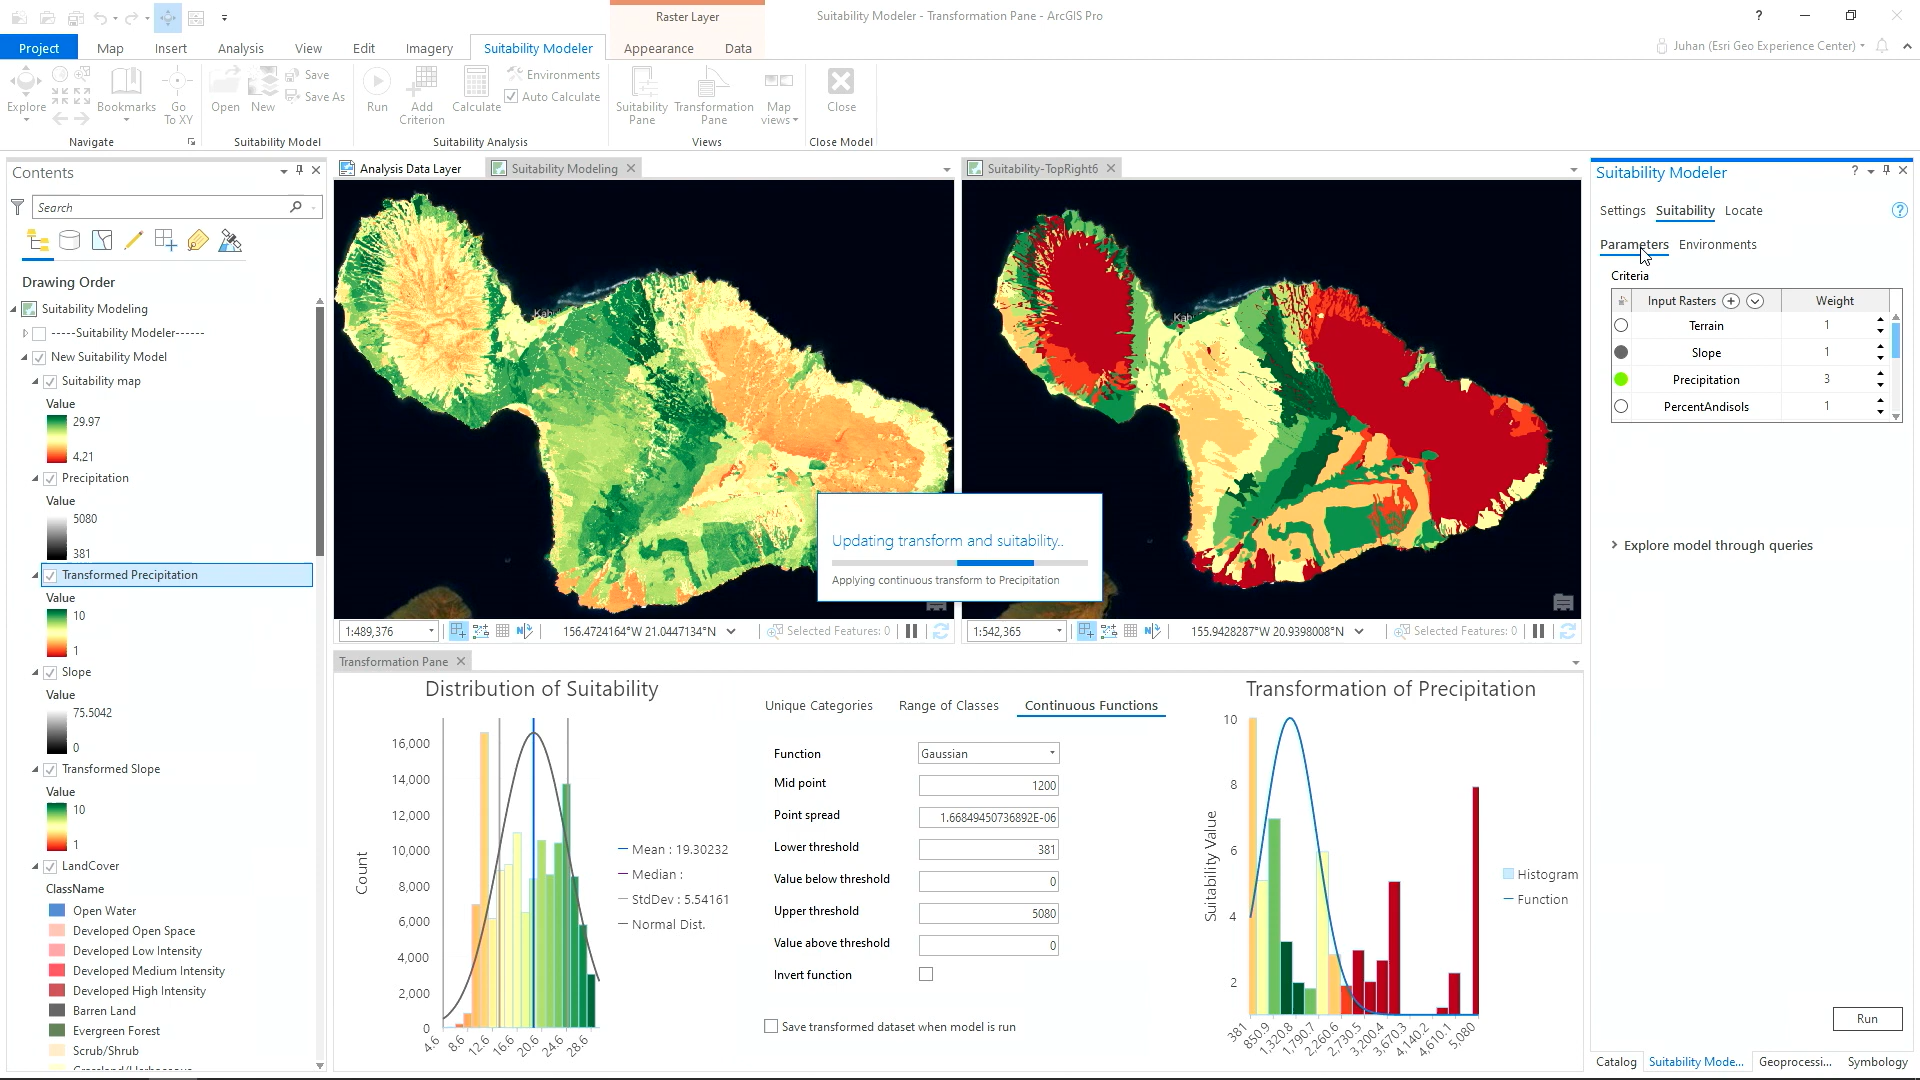 Raster Layer
Suitability Modeler - Transformation Pane - ArcGIS Pro
?
Project Map Insert Analysis View Edit Imagery Suitability Modeler Appearance Data
Juhan (Esri Geo Experience Center)
Explore
Bookmarks
Go To XY
Navigate
Open
New
Save
Save As
Suitability Model
Run
Add Criterion
Calculate
Environments
Auto Calculate
Suitability Analysis
Suitability Pane
Transformation Pane
Map views
Views
Close
Close Model
Contents
Search
Drawing Order
Suitability Modeling
-----Suitability Modeler------
New Suitability Model
Suitability map
Value
29.97
4.21
Precipitation
Value
5080
381
Transformed Precipitation
Value
10
1
Slope
Value
75.5042
0
Transformed Slope
Value
10
1
LandCover
ClassName
Open Water
Developed Open Space
Developed Low Intensity
Developed Medium Intensity
Developed High Intensity
Barren Land
Evergreen Forest
Scrub/Shrub
Analysis Data Layer
Suitability Modeling
Suitability-TopRight6
Updating transform and suitability..
Applying continuous transform to Precipitation
1:489,376
156.4724164°W 21.0447134°N
Selected Features: 0
1:542,365
155.9428287°W 20.9398008°N
Selected Features: 0
Transformation Pane
Distribution of Suitability
Count
16,000
14,000
12,000
10,000
8,000
6,000
4,000
2,000
0
4.6 8.6 12.6 16.6 20.6 24.6 28.6
Mean : 19.30232
Median :
StdDev : 5.54161
Normal Dist.
Unique Categories Range of Classes Continuous Functions
Function Gaussian
Mid point 1200
Point spread 1.66849450736892E-06
Lower threshold 381
Value below threshold 0
Upper threshold 5080
Value above threshold 0
Invert function
Save transformed dataset when model is run
Transformation of Precipitation
Suitability Value
10
8
6
4
2
381 850.9 1,320.8 1,790.7 2,260.6 2,730.5 3,200.4 3,670.3 4,140.2 4,610.1 5,080
Histogram
Function
Suitability Modeler
?
Settings Suitability Locate
?
Parameters Environments
Criteria
Input Rasters Weight
Terrain 1
Slope 1
Precipitation 3
PercentAndisols 1
Explore model through queries
Run
Catalog Suitability Mode... Geoprocessi... Symbology